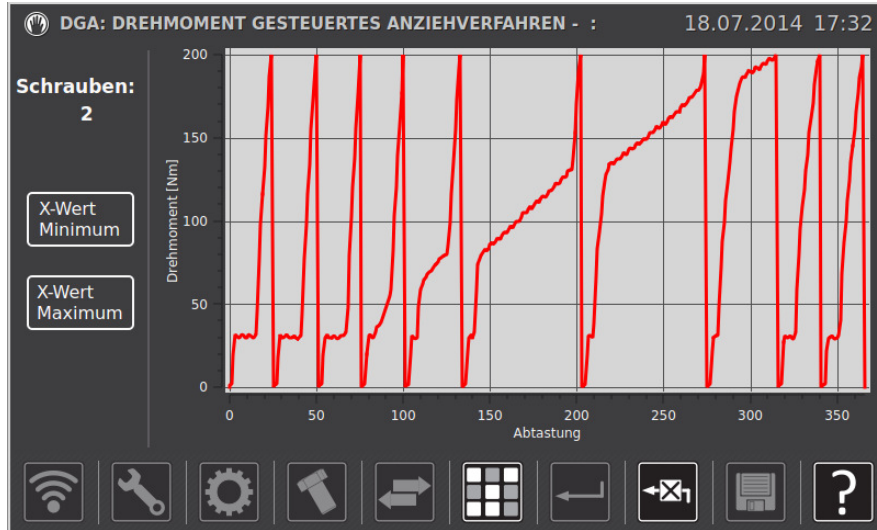 DGA: DREHMOMENT GESTEUERTES ANZIEHVERFAHREN - :
18.07.2014 17:32
Schrauben:
2
X-Wert
Minimum
X-Wert
Maximum
Drehmoment [Nm]
200
150
100
50
0
0 50 100 150 200 250 300 350
Abtastung
?